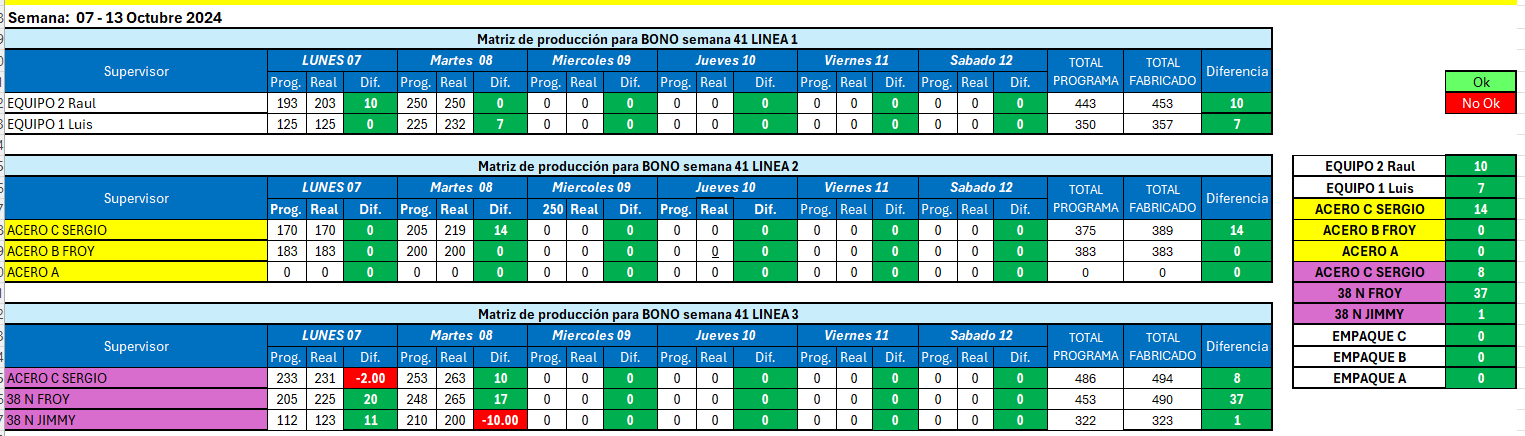 Semana: 07 - 13 Octubre 2024
Matriz de producción para BONO semana 41 LINEA 1
Supervisor LUNES 07 Martes 08 Miercoles 09 Jueves 10 Viernes 11 Sabado 12 TOTAL PROGRAMA TOTAL FABRICADO Diferencia
Prog. Real Dif. Prog. Real Dif. Prog. Real Dif. Prog. Real Dif. Prog. Real Dif. Prog. Real Dif.
EQUIPO 2 Raul 193 203 10 250 250 0 0 0 0 0 0 0 0 0 0 0 0 0 443 453 10
EQUIPO 1 Luis 125 125 0 225 232 7 0 0 0 0 0 0 0 0 0 0 0 0 350 357 7
Matriz de producción para BONO semana 41 LINEA 2
LUNES 07 Martes 08 Miercoles 09 Jueves 10 Viernes 11 Sabado 12 TOTAL PROGRAMA TOTAL FABRICADO Diferencia
Prog. Real Dif. Prog. Real Dif. 250 Real Dif. Prog. Real Dif. Prog. Real Dif. Prog. Real Dif.
ACERO C SERGIO 170 170 0 205 219 14 0 0 0 0 0 0 0 0 0 0 0 0 375 389 14
ACERO B FROY 183 183 0 200 200 0 0 0 0 0 0 0 0 0 0 0 0 0 383 383 0
ACERO A 0 0 0 0 0 0 0 0 0 0 0 0 0 0 0 0 0 0 0 0 0
Matriz de producción para BONO semana 41 LINEA 3
Supervisor LUNES 07 Martes 08 Miercoles 09 Jueves 10 Viernes 11 Sabado 12 TOTAL PROGRAMA TOTAL FABRICADO Diferencia
Prog. Real Dif. Prog. Real Dif. Prog. Real Dif. Prog. Real Dif. Prog. Real Dif. Prog. Real Dif.
ACERO C SERGIO 233 231 -2.00 253 263 10 0 0 0 0 0 0 0 0 0 0 0 0 486 494 8
38 N FROY 205 225 20 248 265 17 0 0 0 0 0 0 0 0 0 0 0 0 453 490 37
38 N JIMMY 112 123 11 210 200 -10.00 0 0 0 0 0 0 0 0 0 0 0 0 322 323 1
Ok
No Ok
EQUIPO 2 Raul 10
EQUIPO 1 Luis 7
ACERO C SERGIO 14
ACERO B FROY 0
ACERO A 0
ACERO C SERGIO 8
38 N FROY 37
38 N JIMMY 1
EMPAQUE C 0
EMPAQUE B 0
EMPAQUE A 0